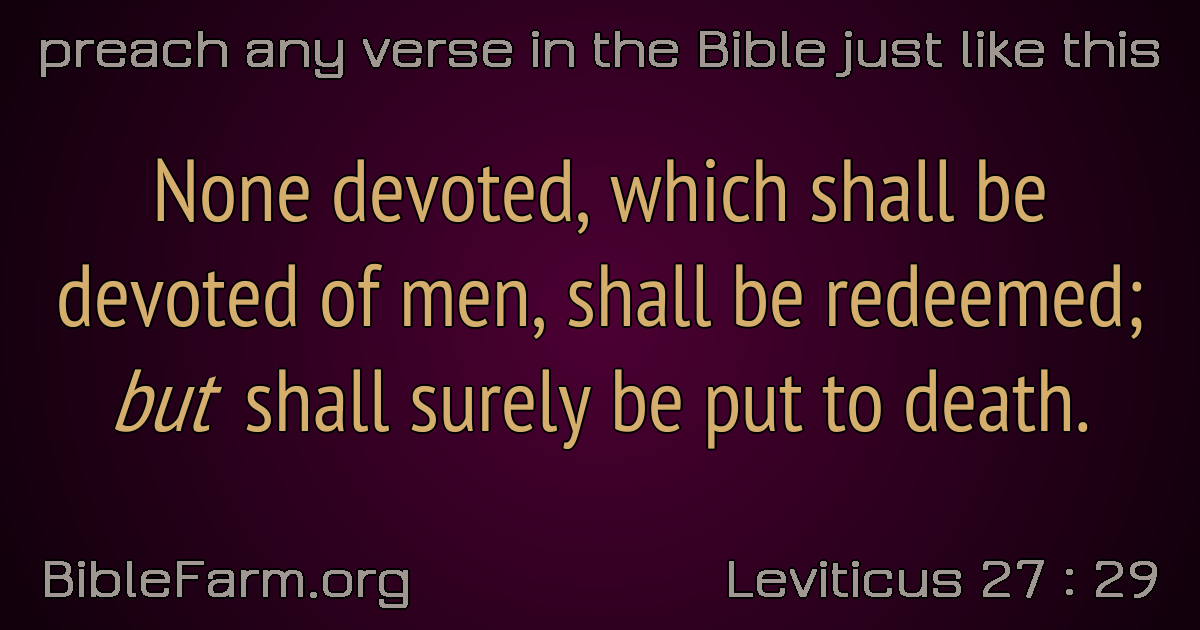 preach any verse in the Bible just like this
None devoted, which shall be
devoted of men, shall be redeemed;
but shall surely be put to death.
BibleFarm.org
Leviticus 27 : 29